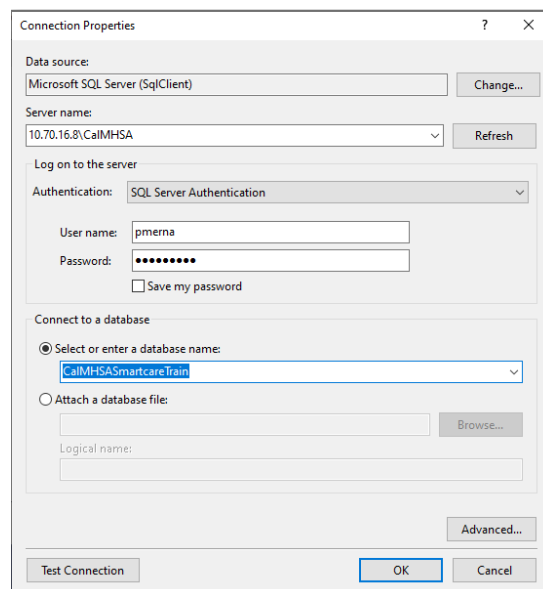 Connection Properties ? ×
Data source:
Microsoft SQL Server (SqlClient) Change...
Server name:
10.70.16.8\CalMHSA Refresh
Log on to the server
Authentication: SQL Server Authentication
User name: pmerna
Password: ●●●●●●●●●
Save my password
Connect to a database
Select or enter a database name:
CalMHSASmartcareTrain
Attach a database file:
Browse...
Logical name:
Advanced...
Test Connection OK Cancel